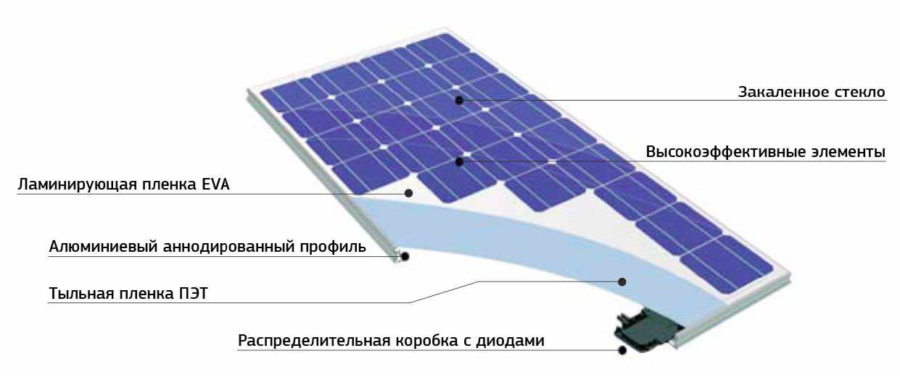 Закаленное стекло
Высокоэффективные элементы
Ламинирующая пленка EVA
Алюминиевый аннодированный профиль
Тыльная пленка ПЭТ
Распределительная коробка с диодами